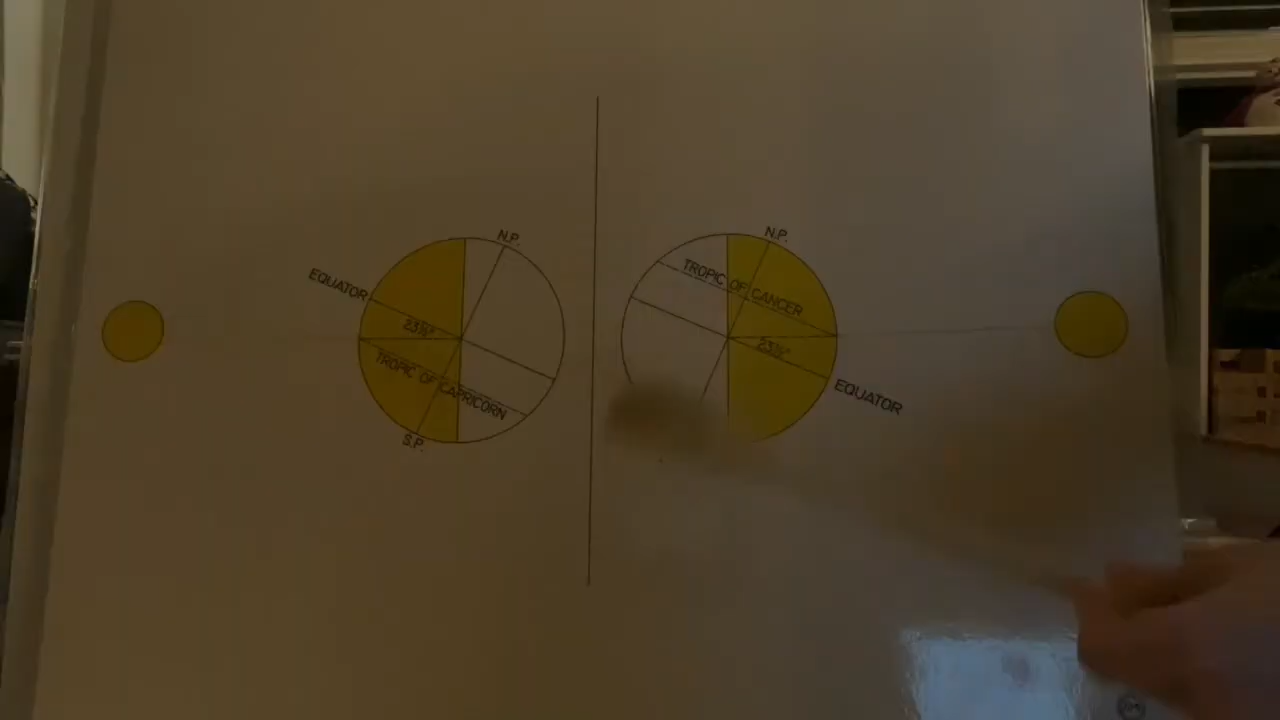 N.P.
EQUATOR
23½°
TROPIC OF CAPRICORN
S.P.
N.P.
TROPIC OF CANCER
23½°
EQUATOR